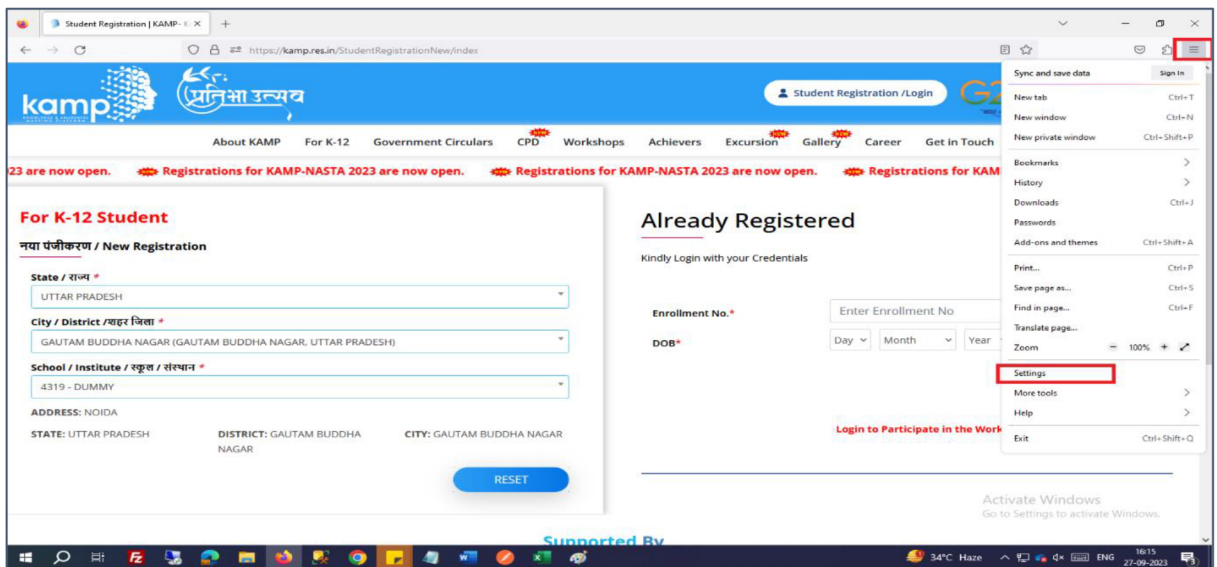 Student Registration | KAMP- K
https://kamp.res.in/StudentRegistrationNew/index
kamp
प्रतिभा उत्सव
Student Registration /Login
About KAMP For K-12 Government Circulars CPD Workshops Achievers Excursion Gallery Career Get in Touch
23 are now open. Registrations for KAMP-NASTA 2023 are now open. Registrations for KAMP-NASTA 2023 are now open. Registrations for KAM
For K-12 Student
नया पंजीकरण / New Registration
State / राज्य *
UTTAR PRADESH
City / District /शहर जिला *
GAUTAM BUDDHA NAGAR (GAUTAM BUDDHA NAGAR, UTTAR PRADESH)
School / Institute / स्कूल / संस्थान *
4319 - DUMMY
ADDRESS: NOIDA
STATE: UTTAR PRADESH DISTRICT: GAUTAM BUDDHA CITY: GAUTAM BUDDHA NAGAR
NAGAR
RESET
Already Registered
Kindly Login with your Credentials
Enrollment No.* Enter Enrollment No
DOB* Day Month Year
Login to Participate in the Work
Sync and save data Sign In
New tab Ctrl+T
New window Ctrl+N
New private window Ctrl+Shift+P
Bookmarks
History
Downloads Ctrl+J
Passwords
Add-ons and themes Ctrl+Shift+A
Print... Ctrl+P
Save page as... Ctrl+S
Find in page... Ctrl+F
Translate page...
Zoom 100%
Settings
More tools
Help
Exit Ctrl+Shift+Q
Activate Windows
Go to Settings to activate Windows.
Supported By
34°C Haze ENG 16:15
27-09-2023